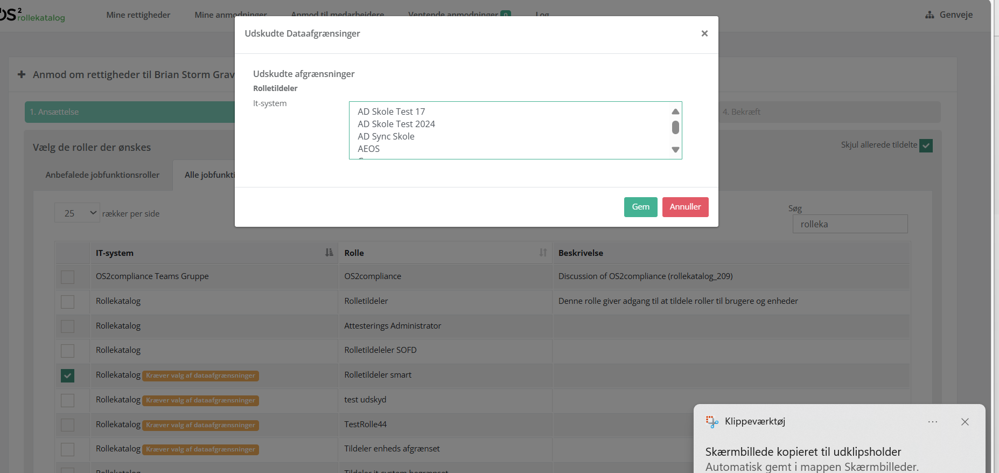 OS2
rollekatalog
Mine rettigheder
Mine anmodninger
Anmod til medarbejdere
Ventende anmodninger 0
Log
Genveje
Udskudte Dataafgrænsinger
Udskudte afgrænsninger
Rolletildeler
It-system
AD Skole Test 17
AD Skole Test 2024
AD Sync Skole
AEOS
Gem
Annuller
Anmod om rettigheder til Brian Storm Grav
1. Ansættelse
4. Bekræft
Vælg de roller der ønskes
Skjul allerede tildelte
Anbefalede jobfunktionsroller
Alle jobfunkti
25 rækker per side
Søg
rolleka
IT-system Rolle Beskrivelse
OS2compliance Teams Gruppe OS2compliance Discussion of OS2compliance (rollekatalog_209)
Rollekatalog Rolletildeler Denne rolle giver adgang til at tildele roller til brugere og enheder
Rollekatalog Attesterings Administrator
Rollekatalog Rolletildeleler SOFD
Rollekatalog Kræver valg af dataafgrænsninger Rolletildeler smart
Rollekatalog Kræver valg af dataafgrænsninger test udskyd
Rollekatalog Kræver valg af dataafgrænsninger TestRolle44
Rollekatalog Kræver valg af dataafgrænsninger Tildeler enheds afgrænset
Rollekatalog Tildeler it-system begrænset
Klippeværktøj
Skærmbillede kopieret til udklipsholder
Automatisk gemt i mappen Skærmbilleder.